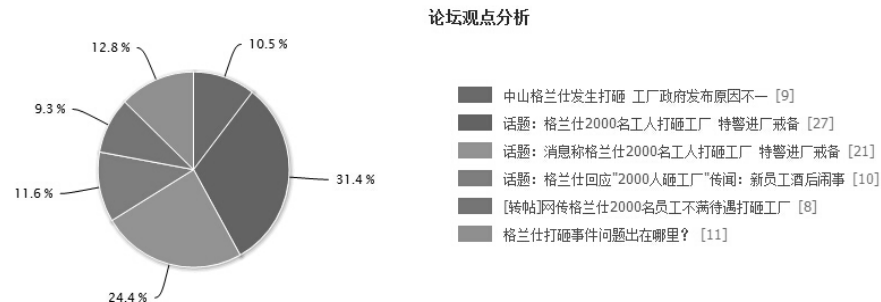 论坛观点分析
12.8 %
10.5 %
9.3 %
31.4 %
11.6 %
24.4 %
中山格兰仕发生打砸 工厂政府发布原因不一 [9]
话题：格兰仕2000名工人打砸工厂 特警进厂戒备 [27]
话题：消息称格兰仕2000名工人打砸工厂 特警进厂戒备 [21]
话题：格兰仕回应"2000人砸工厂"传闻：新员工酒后闹事 [10]
[转帖]网传格兰仕2000名员工不满待遇打砸工厂 [8]
格兰仕打砸事件问题出在哪里？ [11]